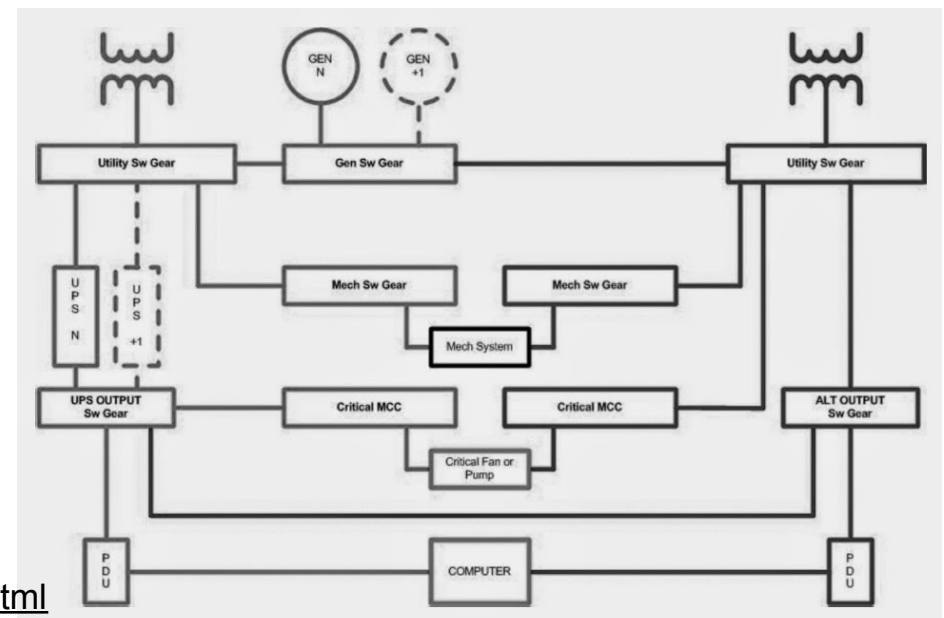 GEN
N
GEN
+1
Utility Sw Gear
Gen Sw Gear
Utility Sw Gear
U
P
S
N
U
P
S
+1
Mech Sw Gear
Mech Sw Gear
Mech System
UPS OUTPUT
Sw Gear
Critical MCC
Critical MCC
ALT OUTPUT
Sw Gear
Critical Fan or
Pump
P
D
U
COMPUTER
P
D
U
tml